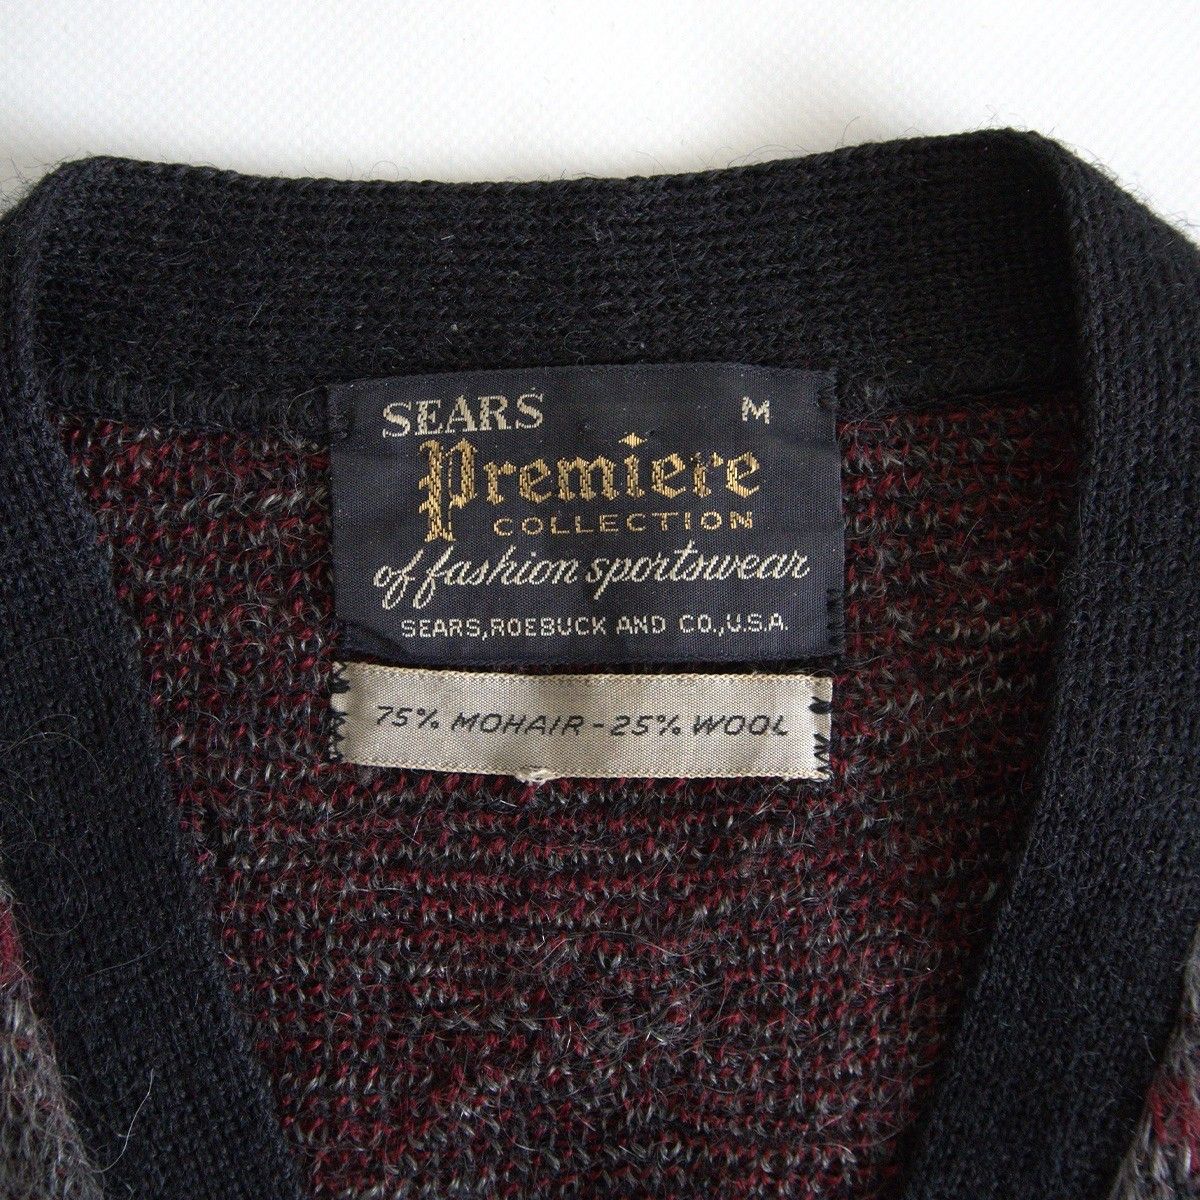 SEARS M
Premiere
COLLECTION
of fashion sportswear
SEARS, ROEBUCK AND CO., U.S.A.
75% MOHAIR - 25% WOOL